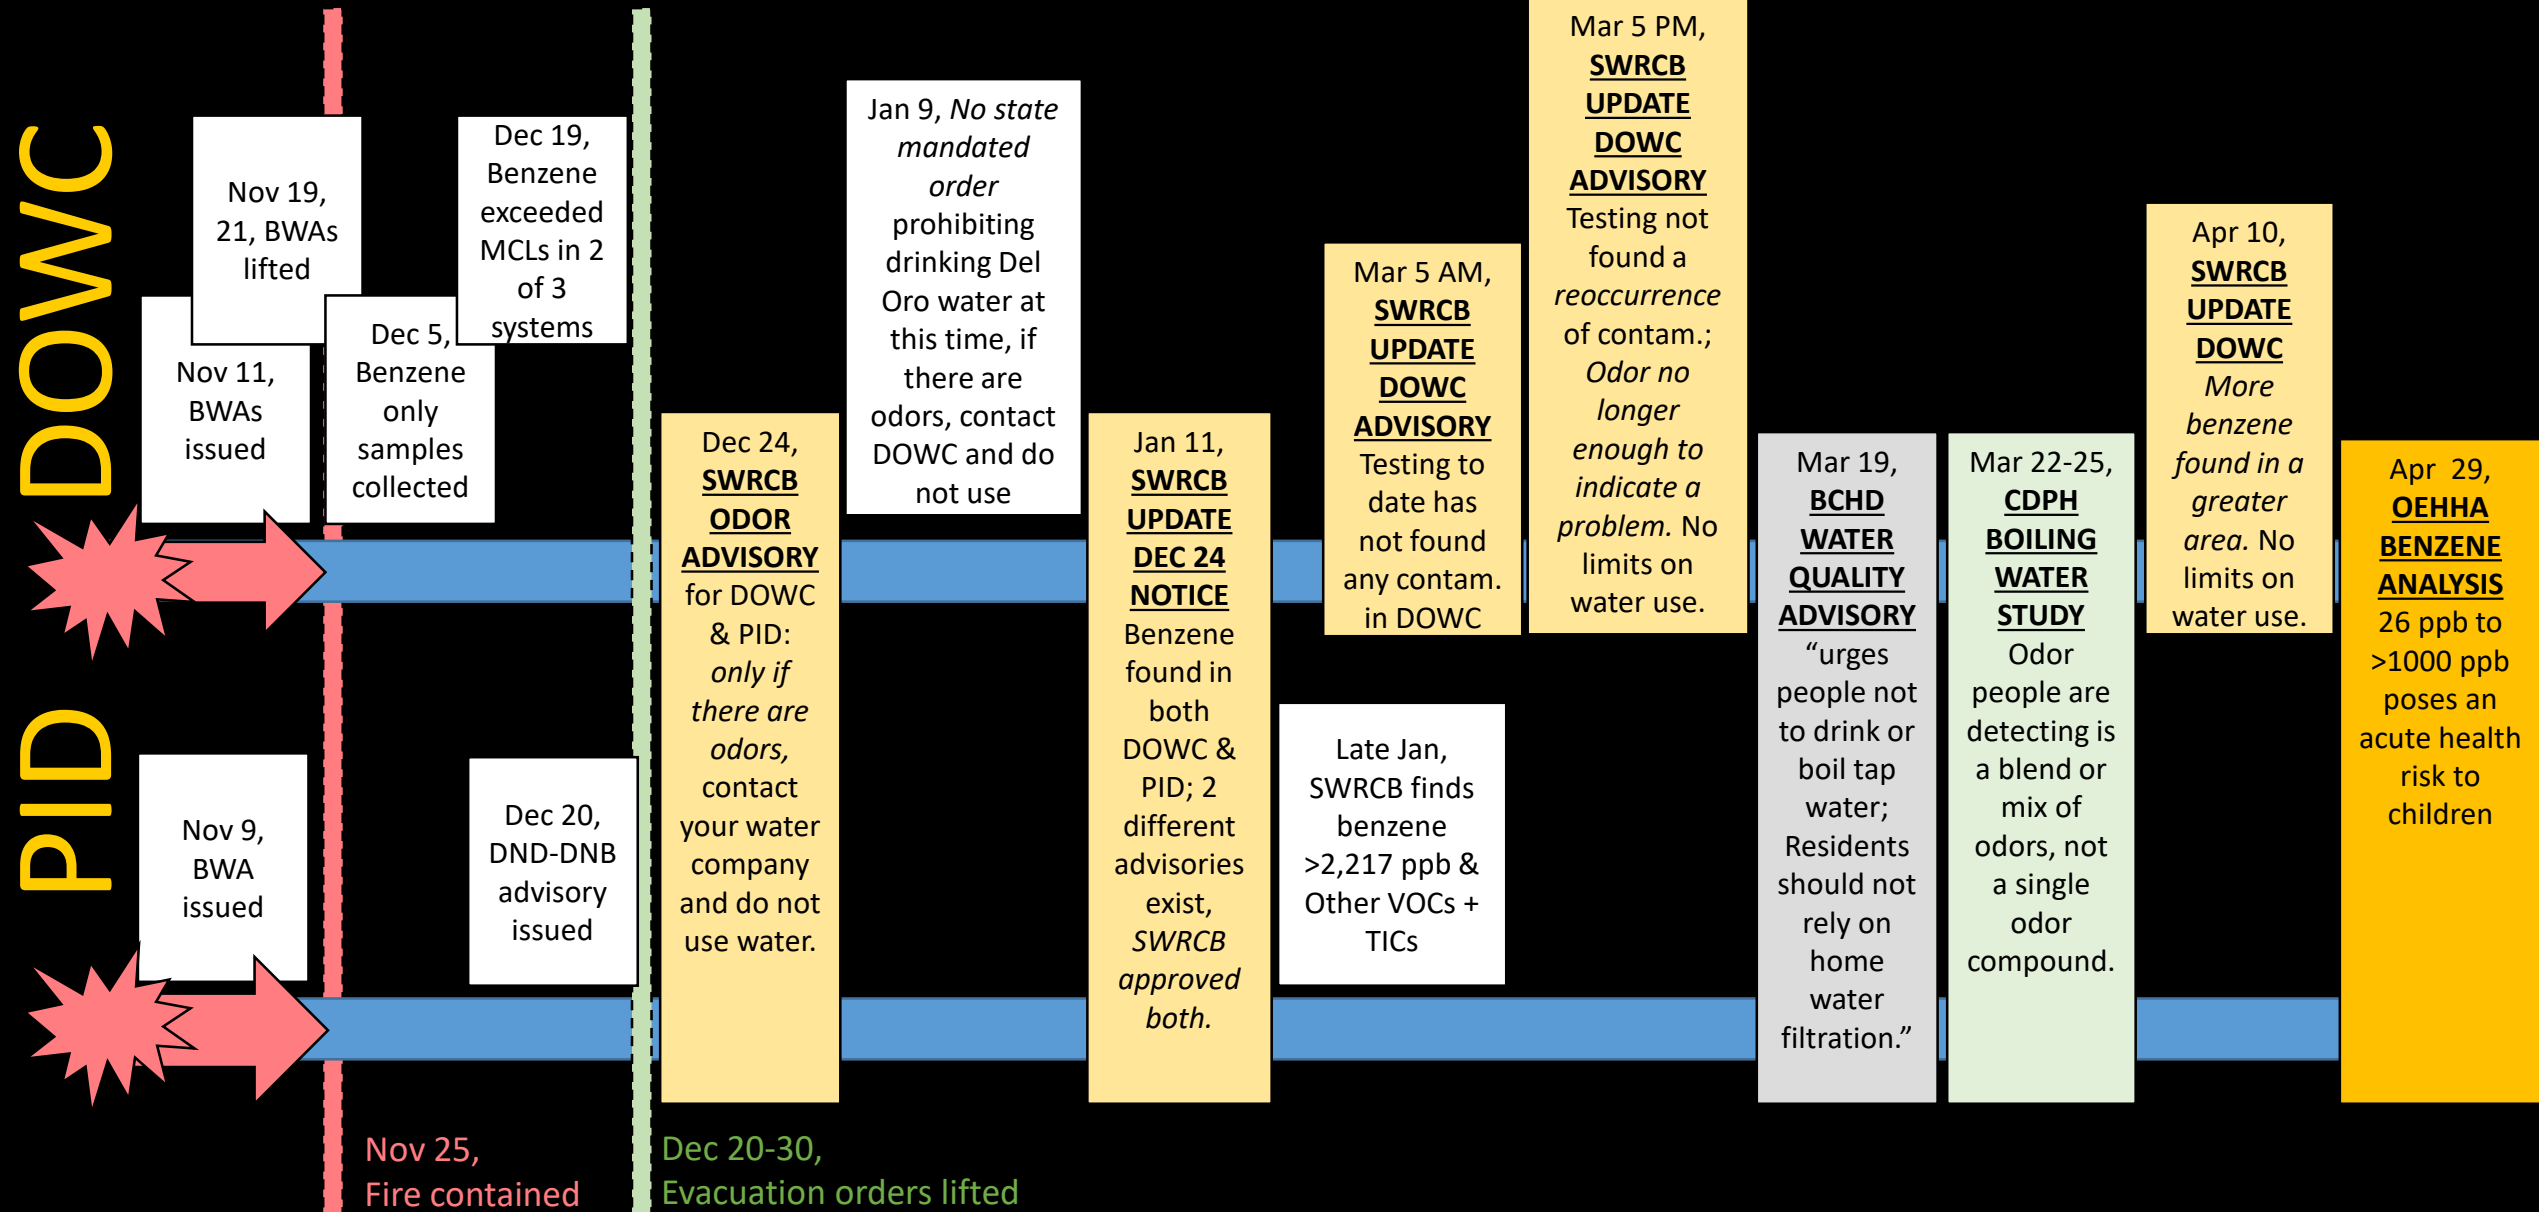 DOWC
Nov 11,
BWAs
issued
Nov 19,
21, BWAs
lifted
Dec 5,
Benzene
only
samples
collected
Dec 19,
Benzene
exceeded
MCLs in 2
of 3
systems
Dec 24,
SWRCB
ODOR
ADVISORY
for DOWC
& PID:
only if
there are
odors,
contact
your water
company
and do not
use water.
Jan 9, No state
mandated
order
prohibiting
drinking Del
Oro water at
this time, if
there are
odors, contact
DOWC and do
not use
Jan 11,
SWRCB
UPDATE
DEC 24
NOTICE
Benzene
found in
both
DOWC &
PID; 2
different
advisories
exist,
SWRCB
approved
both.
Mar 5 AM,
SWRCB
UPDATE
DOWC
ADVISORY
Testing to
date has
not found
any contam.
in DOWC
Mar 5 PM,
SWRCB
UPDATE
DOWC
ADVISORY
Testing not
found a
reoccurrence
of contam.;
Odor no
longer
enough to
indicate a
problem. No
limits on
water use.
Mar 19,
BCHD
WATER
QUALITY
ADVISORY
“urges
people not
to drink or
boil tap
water;
Residents
should not
rely on
home
water
filtration.”
Mar 22-25,
CDPH
BOILING
WATER
STUDY
Odor
people are
detecting is
a blend or
mix of
odors, not
a single
odor
compound.
Apr 10,
SWRCB
UPDATE
DOWC
More
benzene
found in a
greater
area. No
limits on
water use.
Apr 29,
OEHHA
BENZENE
ANALYSIS
26 ppb to
>1000 ppb
poses an
acute health
risk to
children
PID
Nov 9,
BWA
issued
Dec 20,
DND-DNB
advisory
issued
Late Jan,
SWRCB finds
benzene
>2,217 ppb &
Other VOCs +
TICs
Nov 25,
Fire contained
Dec 20-30,
Evacuation orders lifted